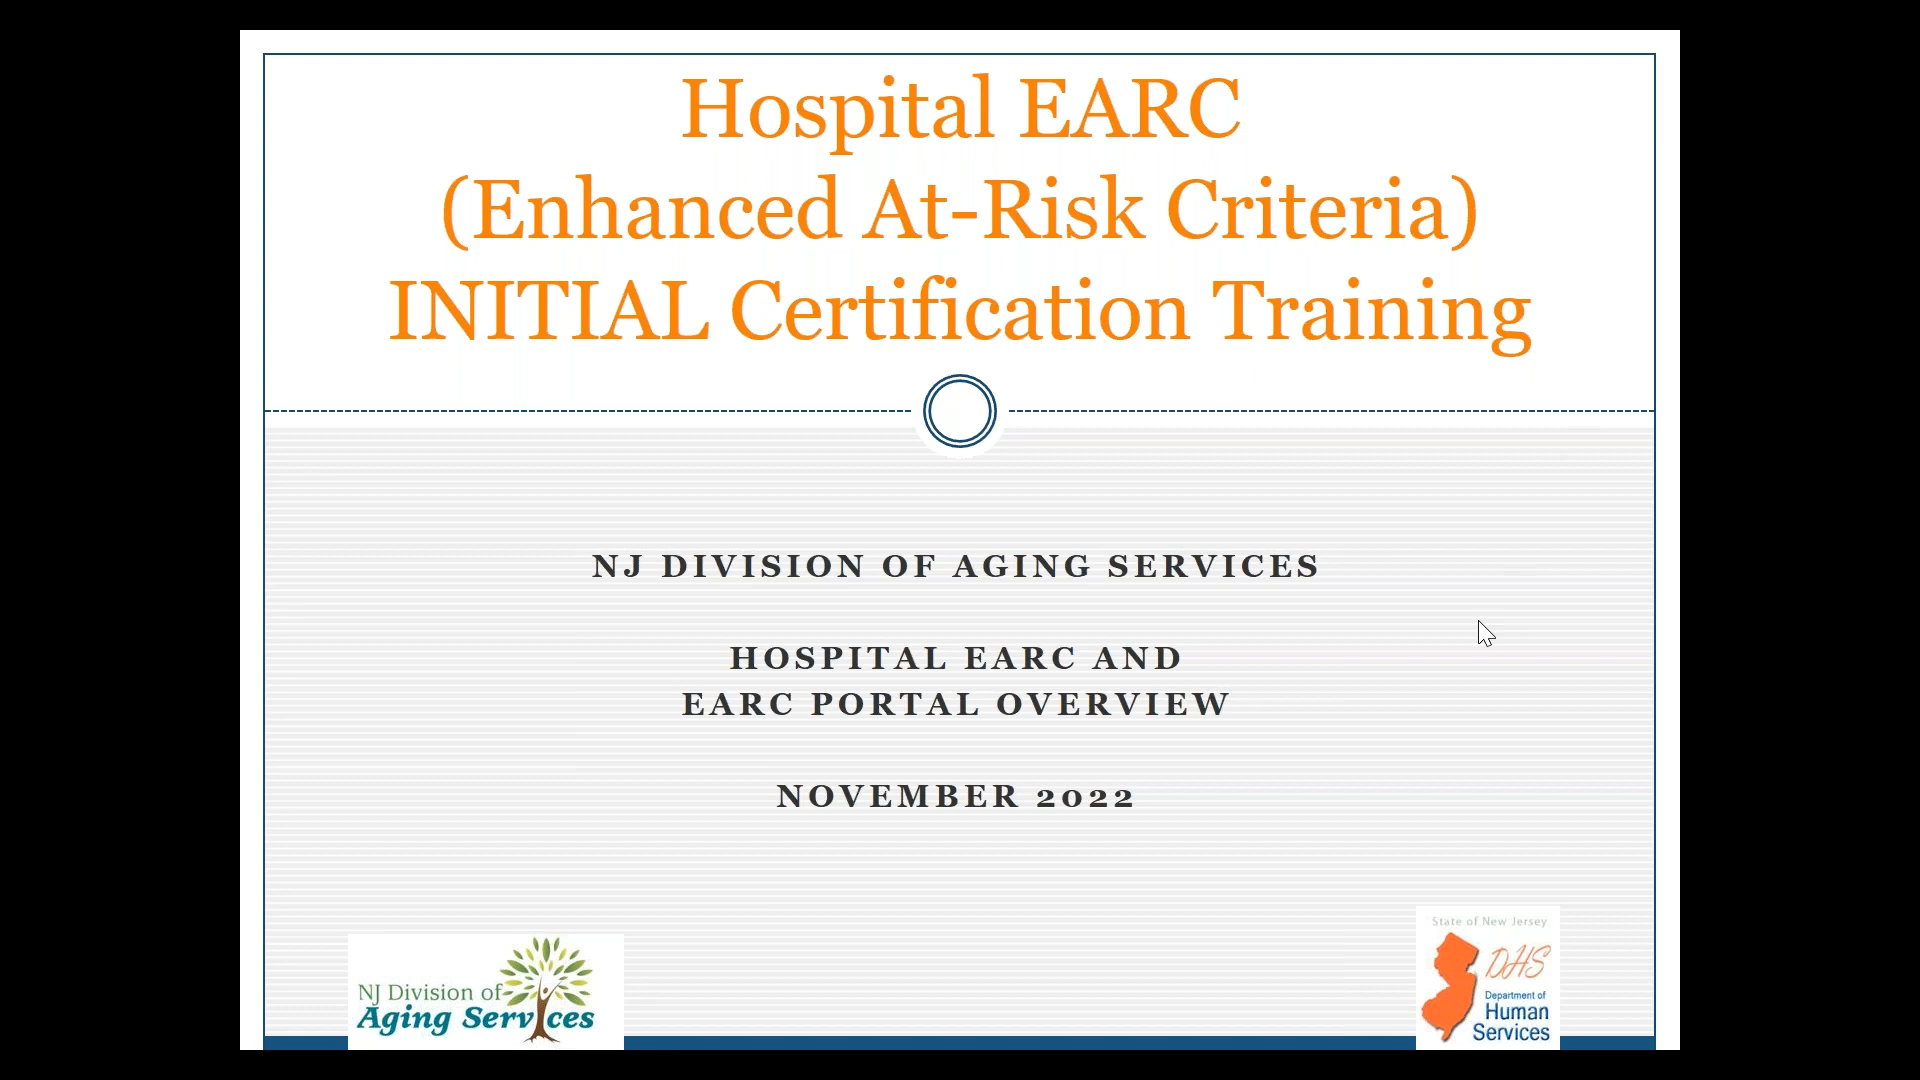 Hospital EARC
(Enhanced At-Risk Criteria)
INITIAL Certification Training
NJ DIVISION OF AGING SERVICES
HOSPITAL EARC AND
EARC PORTAL OVERVIEW
NOVEMBER 2022
NJ Division of
Aging Services
State of New Jersey
DHS
Department of
Human
Services